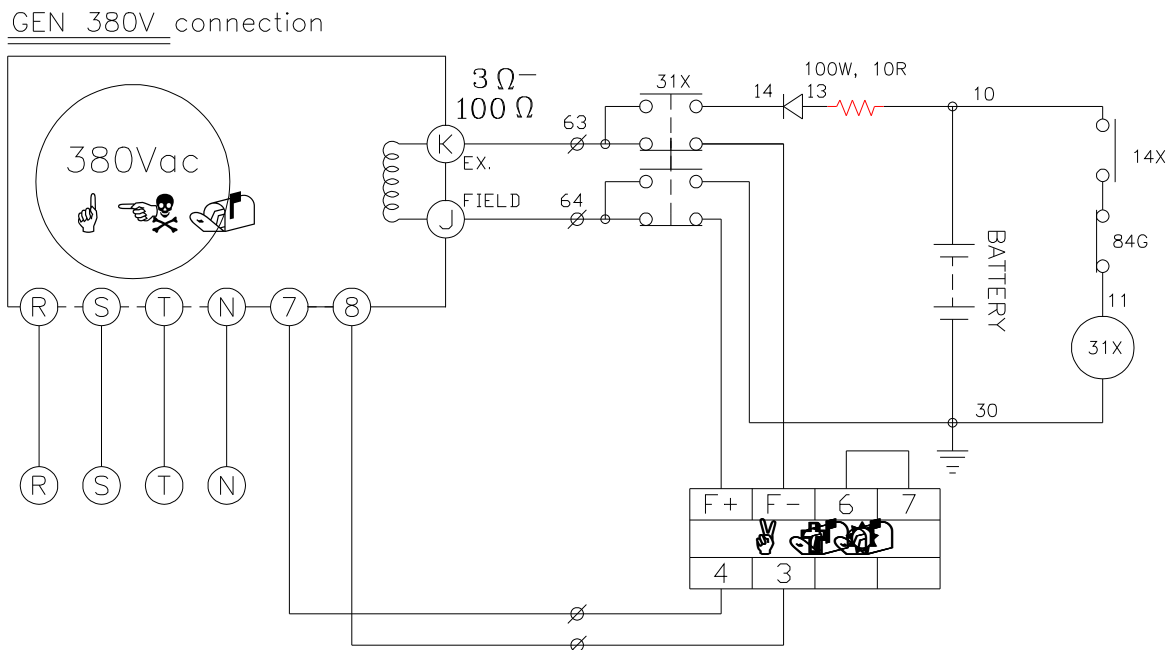 GEN 380V connection
3 Ω-
100 Ω
31X
100W, 10R
14
13
10
63
K
EX.
380Vac
14X
FIELD
64
J
84G
BATTERY
11
31X
R S T N 7 8
30
R S T N
F+ F- 6 7
4 3